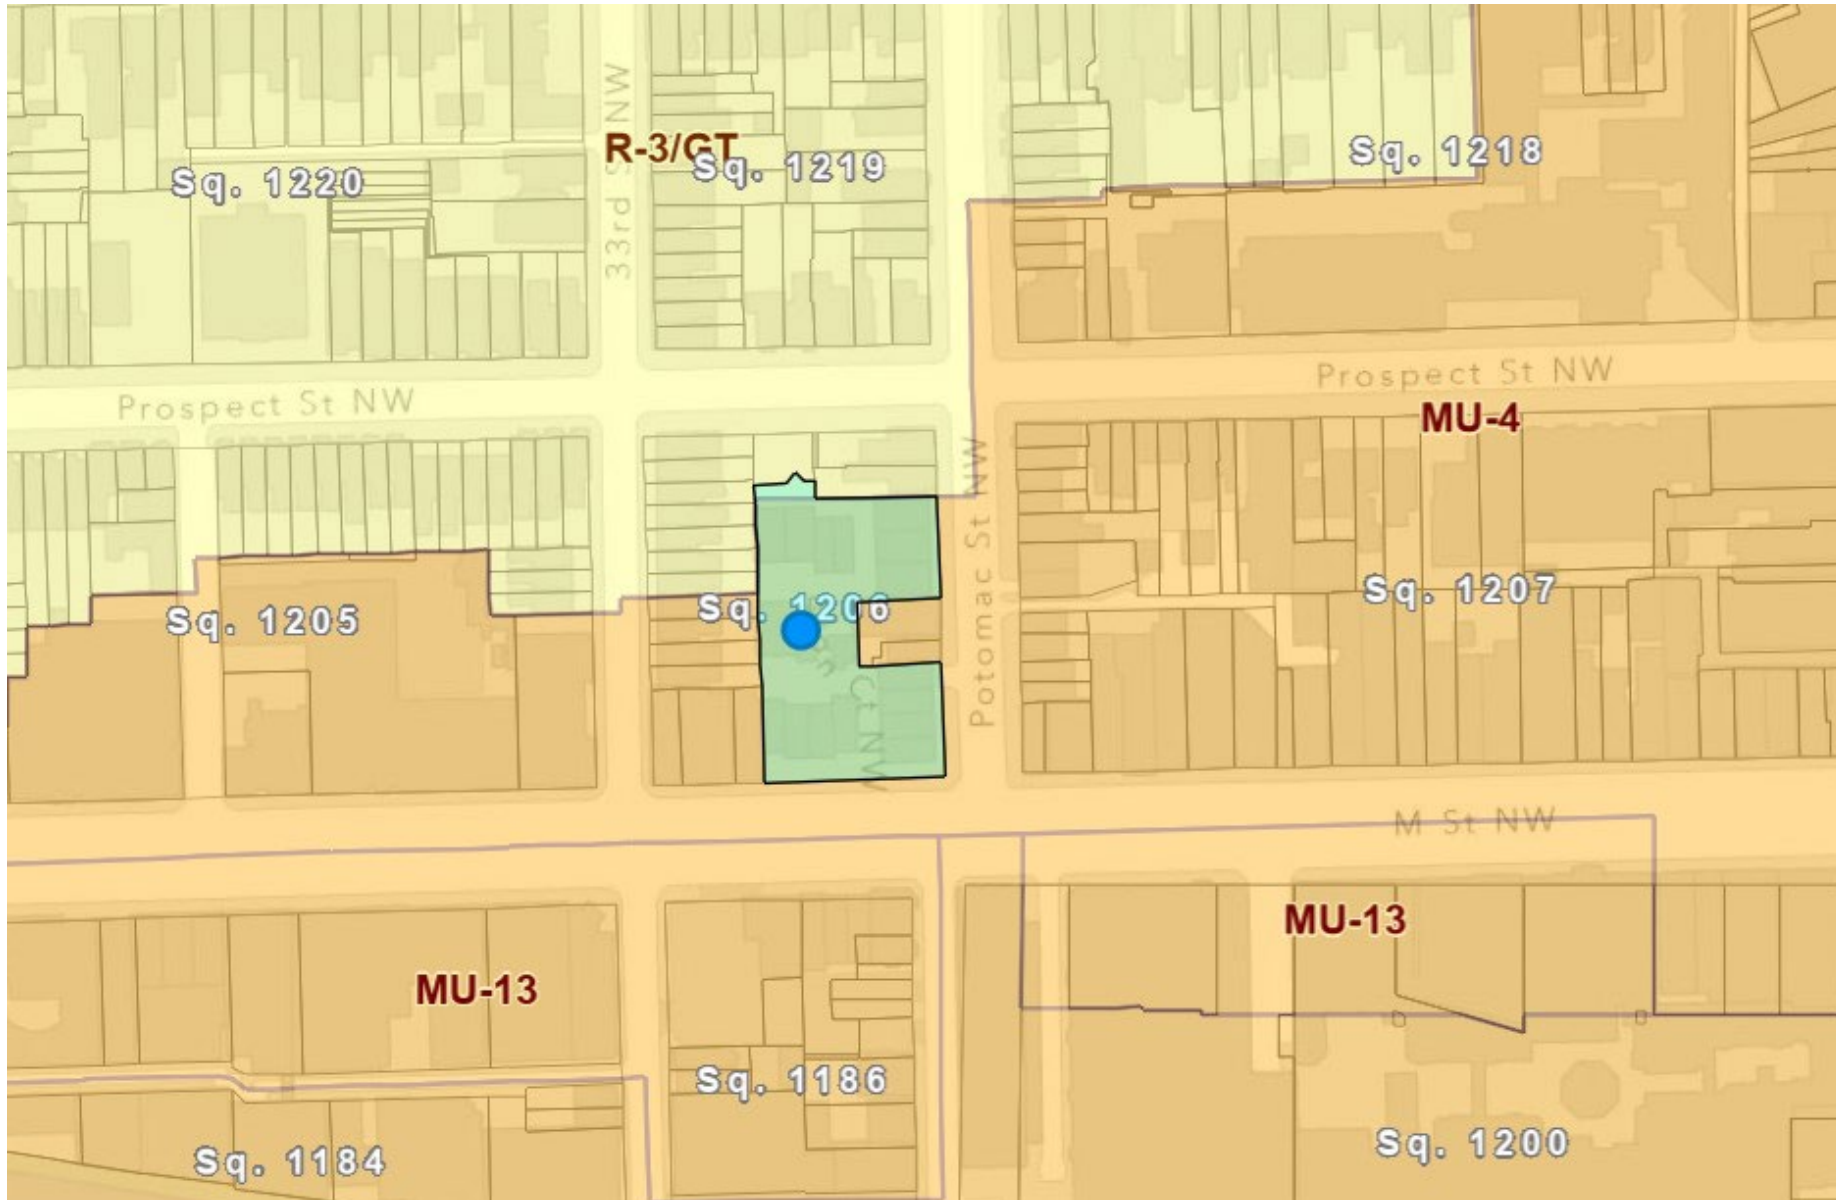 33rd St NW
R-3/GT
Sq. 1219
Sq. 1218
Sq. 1220
Prospect St NW
Prospect St NW
MU-4
Potomac St NW
Sq. 1207
Sq. 1206
Sq. 1205
Ct NW
M St NW
MU-13
MU-13
Sq. 1186
Sq. 1184
Sq. 1200